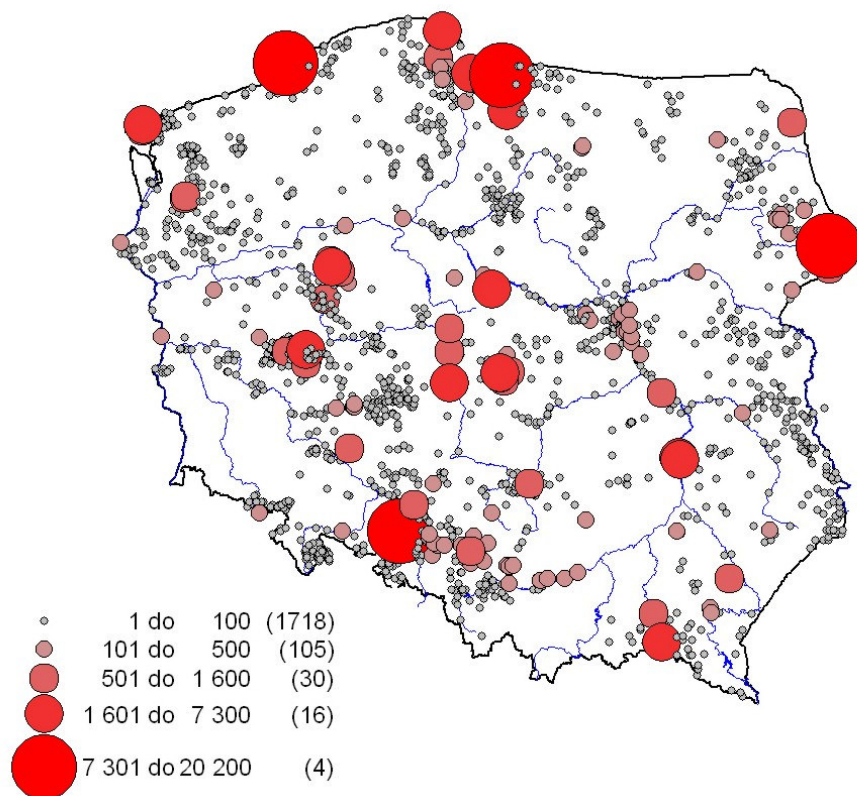 1 do 100 (1718)
101 do 500 (105)
501 do 1 600 (30)
1 601 do 7 300 (16)
7 301 do 20 200 (4)